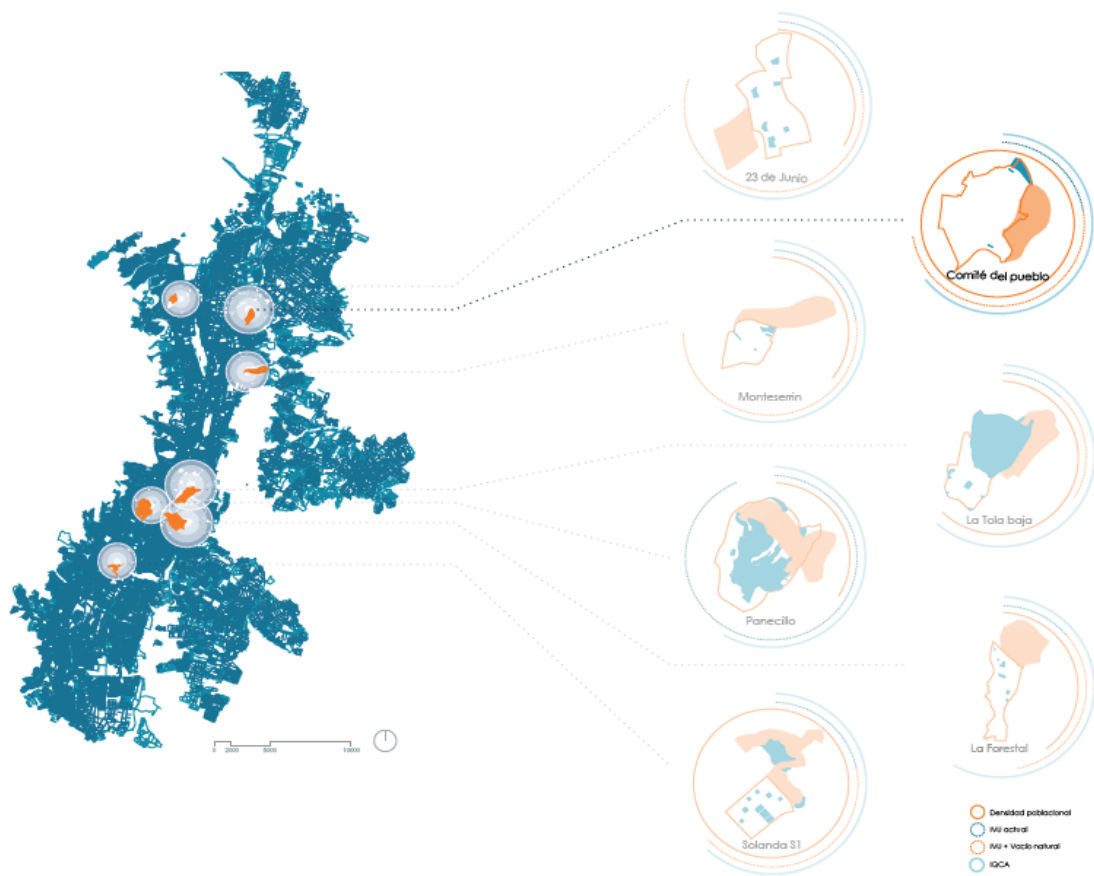 23 de Junio
Comité del pueblo
Monteserrin
La Tola baja
Panecillo
La Forestal
Solanda S1
0 2000 5000 10000
Densidad poblacional
IVU actual
IVU + Vacío natural
IQCA